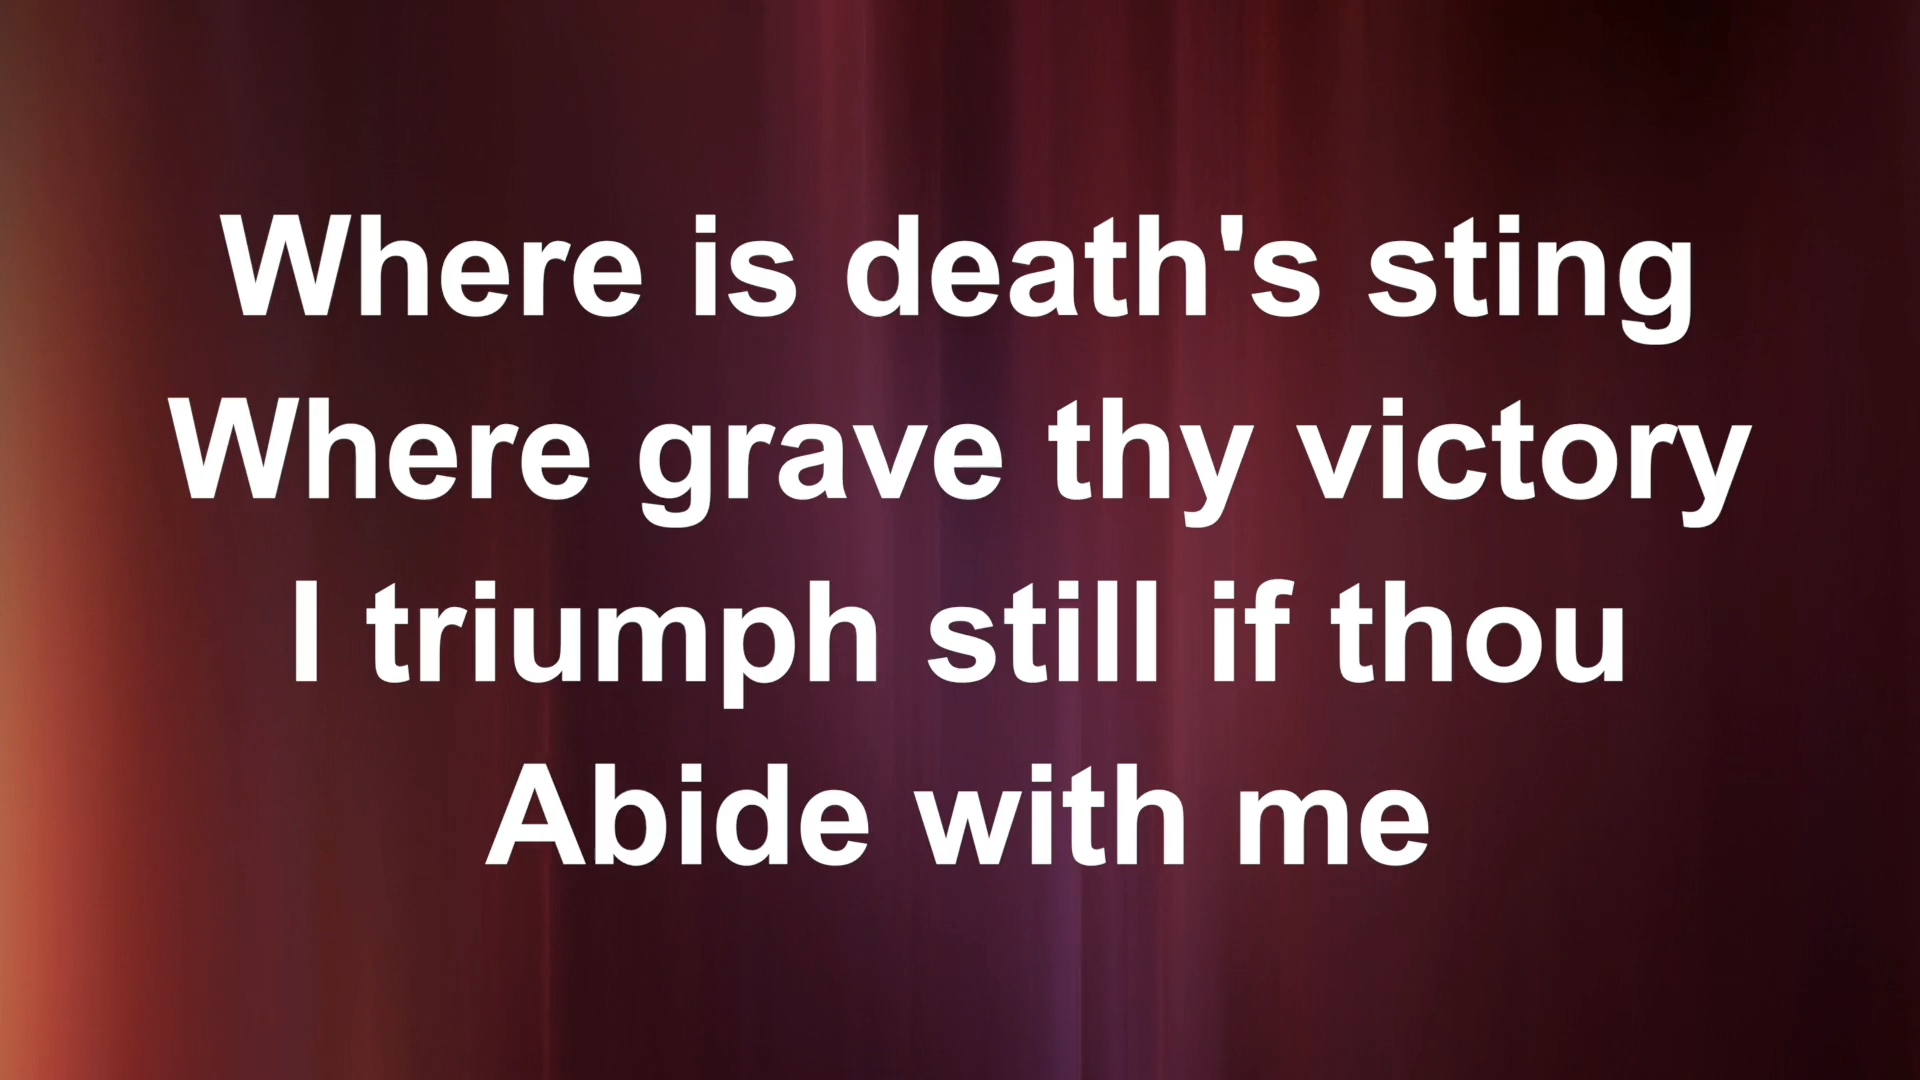 Where is death's sting
Where grave thy victory
I triumph still if thou
Abide with me